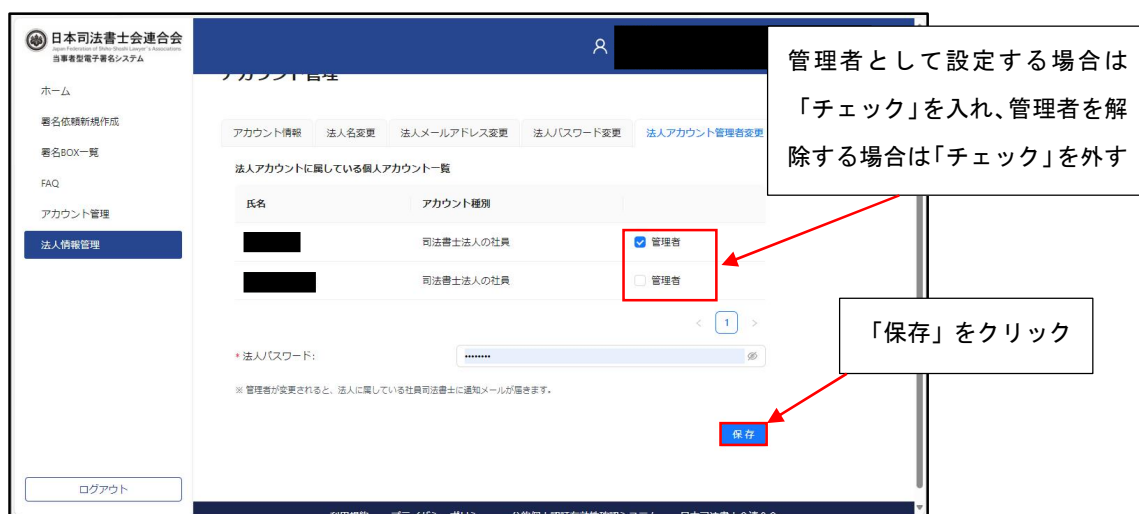 日本司法書士会連合会
Japan Federation of Shiho-Shoshi Lawyer's Associations
当事者型電子署名システム
ホーム
署名依頼新規作成
署名BOX一覧
FAQ
アカウント管理
法人情報管理
ログアウト
アカウント管理
アカウント情報 法人名変更 法人メールアドレス変更 法人パスワード変更 法人アカウント管理者変更
法人アカウントに属している個人アカウント一覧
氏名 アカウント種別
司法書士法人の社員 管理者
司法書士法人の社員 管理者
< 1 >
* 法人パスワード: ••••••••
※ 管理者が変更されると、法人に属している社員司法書士に通知メールが届きます。
保存
管理者として設定する場合は
「チェック」を入れ、管理者を解
除する場合は「チェック」を外す
「保存」をクリック